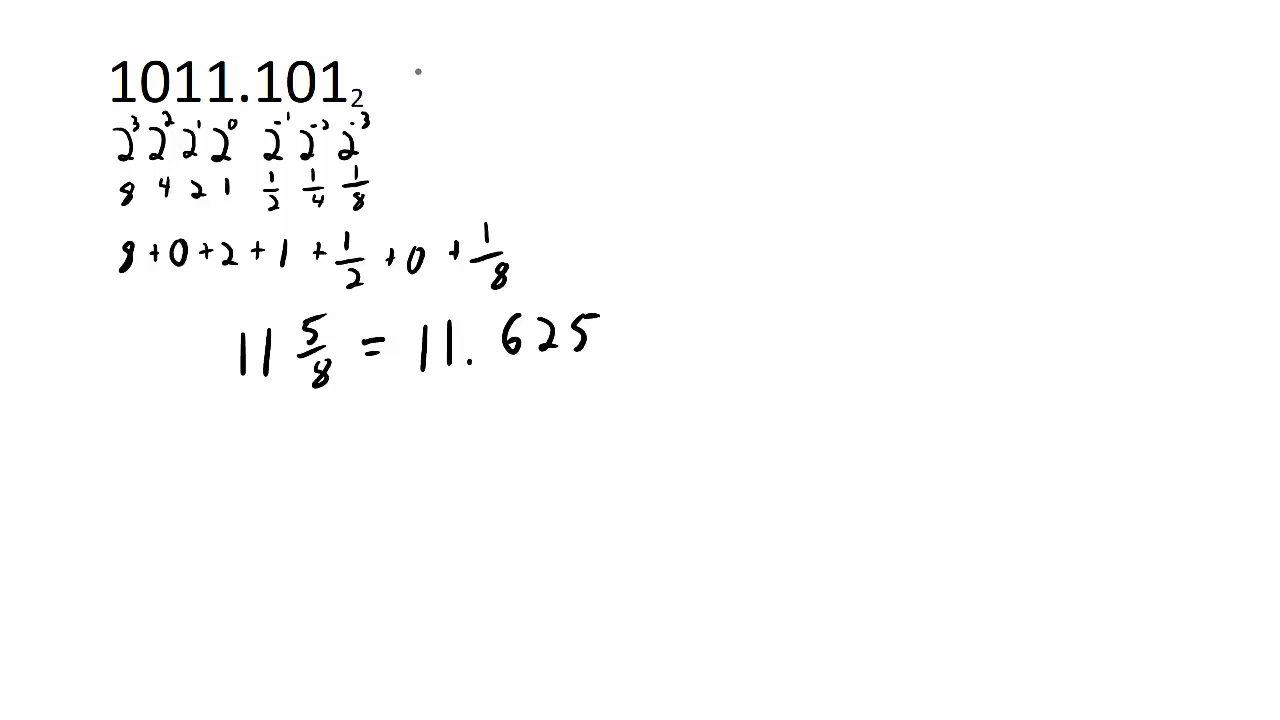 1011.101₂
2³ 2² 2¹ 2⁰ 2⁻¹ 2⁻² 2⁻³
8 4 2 1 1/2 1/4 1/8
8 + 0 + 2 + 1 + 1/2 + 0 + 1/8
11 5/8 = 11.625